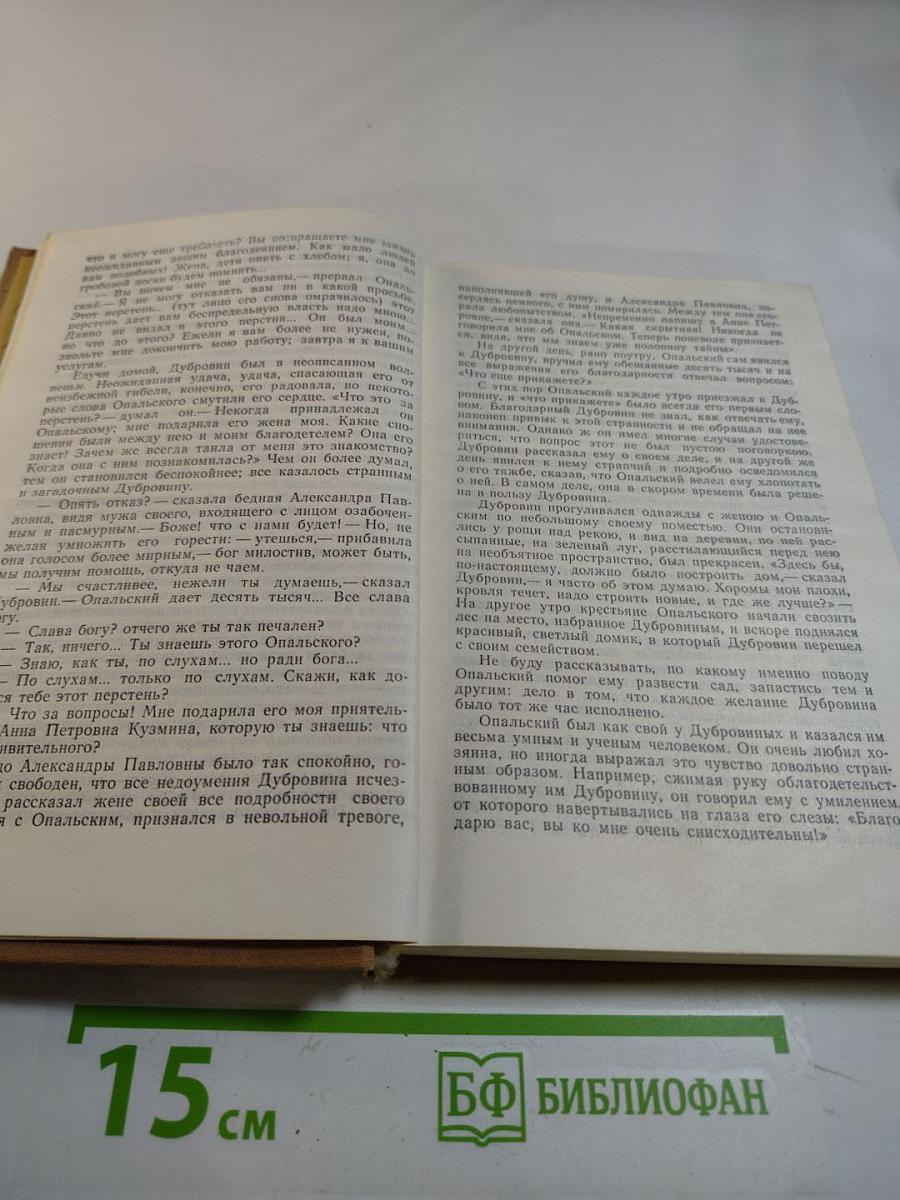 что я могу еще требовать? Вы возвращаете мне жизнь
неожиданным вашим благодеянием. Как мало людей
вам подобных! Жена, дети опять с хлебом; я, она до
гробовой доски будем помнить...
— Вы ничем мне не обязаны,— прервал Опаль-
ский.— Я не могу отказать вам ни в какой просьбе.
Этот перстень... (тут лицо его снова омрачилось) этот
перстень дает вам беспредельную власть надо мною...
Давно не видал я этого перстня... Он был моим...
но что до этого? Ежели я вам более не нужен, по-
звольте мне докончить мою работу; завтра я к вашим
услугам.
Едучи домой, Дубровин был в неописанном вол-
нении. Неожиданная удача, удача, спасающая его от
неизбежной гибели, конечно, его радовала, но некото-
рые слова Опальского смутили его сердце. «Что это за
перстень?— думал он.— Некогда принадлежал он
Опальскому; мне подарила его жена моя. Какие сно-
шения были между нею и моим благодетелем? Она его
знает! Зачем же всегда таила от меня это знакомство?
Когда она с ним познакомилась?» Чем он более думал,
тем он становился беспокойнее; все казалось странным
и загадочным Дубровину.
— Опять отказ? — сказала бедная Александра Пав-
ловна, видя мужа своего, входящего с лицом озабочен-
ным и пасмурным.— Боже! что с нами будет! — Но, не
желая умножить его горести: — утешься,— прибавила
она голосом более мирным,— бог милостив, может быть,
мы получим помощь, откуда не чаем.
— Мы счастливее, нежели ты думаешь,— сказал
убровин.— Опальский дает десять тысяч... Все слава
гу.
— Слава богу? отчего же ты так печален?
— Так, ничего... Ты знаешь этого Опальского?
— Знаю, как ты, по слухам... но ради бога...
— По слухам... только по слухам. Скажи, как до-
ся тебе этот перстень?
Что за вопросы! Мне подарила его моя приятель-
Анна Петровна Кузмина, которую ты знаешь: что
ивительного?
цо Александры Павловны было так спокойно, го-
свободен, что все недоумения Дубровина исчез-
рассказал жене своей все подробности своего
я с Опальским, признался в невольной тревоге,
наполнившей его душу, и Александра Павловна, по-
сердясь немного, с ним помирилась. Между тем она сго-
рала любопытством. «Непременно напишу к Анне Пет-
ровне,— сказала она.— Какая скрытная! Никогда не
говорила мне об Опальском. Теперь поневоле признает-
ся, видя, что мы знаем уже половину тайны».
На другой день, рано поутру, Опальский сам явился
к Дубровину, вручил ему обещанные десять тысяч и на
все выражения его благодарности отвечал вопросом:
«Что еще прикажете?»
С этих пор Опальский каждое утро приезжал к Дуб-
ровину, и «что прикажете» было всегда его первым сло-
вом. Благодарный Дубровин не знал, как отвечать ему,
наконец привык к этой странности и не обращал на нее
внимания. Однако ж он имел многие случаи удостове-
риться, что вопрос этот не был пустою поговоркою.
Дубровин рассказал ему о своем деле, и на другой же
день явился к нему стряпчий и подробно осведомился
о его тяжбе, сказав, что Опальский велел ему хлопотать
о ней. В самом деле, она в скором времени была реше-
на в пользу Дубровина.
Дубровин прогуливался однажды с женою и Опаль-
ским по небольшому своему поместью. Они останови-
лись у рощи над рекою, и вид на деревни, по ней рас-
сыпанные, на зеленый луг, расстилающийся перед нею
на необъятное пространство, был прекрасен. «Здесь бы,
по-настоящему, должно было построить дом,— сказал
Дубровин,— я часто об этом думаю. Хоромы мои плохи,
кровля течет, надо строить новые, и где же лучше?» —
На другое утро крестьяне Опальского начали свозить
лес на место, избранное Дубровиным, и вскоре поднялся
красивый, светлый домик, в который Дубровин перешел
с своим семейством.
Не буду рассказывать, по какому именно поводу
Опальский помог ему развести сад, запастись тем и
другим: дело в том, что каждое желание Дубровина
было тот же час исполнено.
Опальский был как свой у Дубровиных и казался им
весьма умным и ученым человеком. Он очень любил хо-
зяина, но иногда выражал это чувство довольно стран-
ным образом. Например, сжимая руку облагодетельст-
вованному им Дубровину, он говорил ему с умилением,
от которого навертывались на глаза его слезы: «Благо
дарю вас, вы ко мне очень снисходительны!»
15 см
БФ БИБЛИОФАН